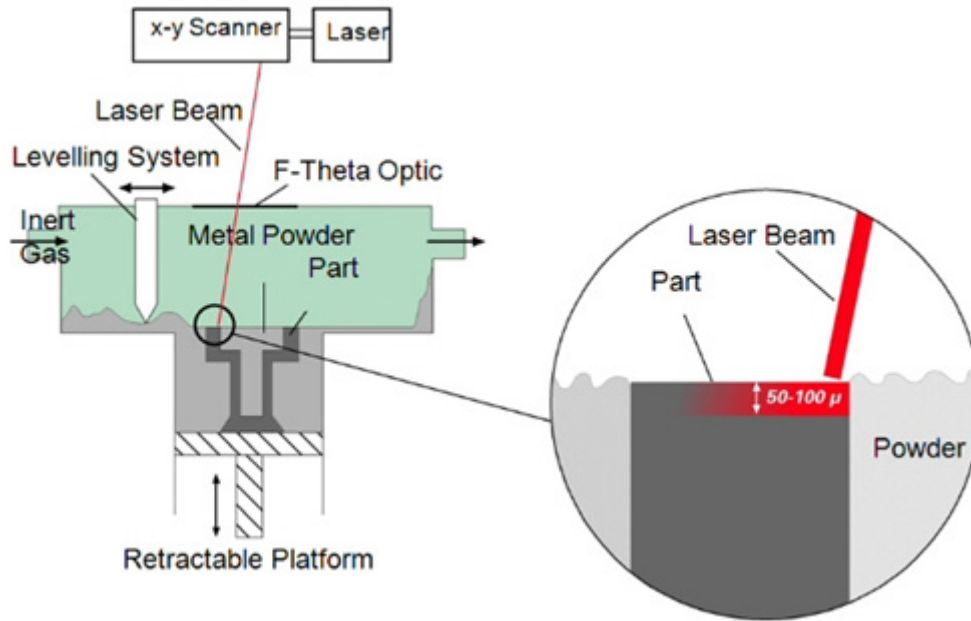 x-y Scanner
Laser
Laser Beam
Levelling System
F-Theta Optic
Inert
Gas
Metal Powder
Part
Retractable Platform
Laser Beam
Part
50-100 μ
Powder